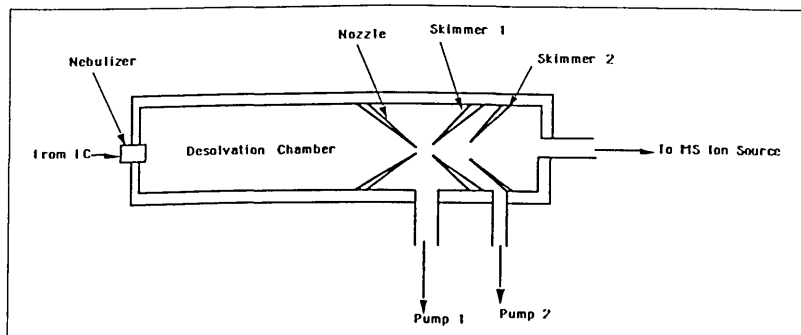 Skimmer 1
Nozzle
Skimmer 2
Nebulizer
from LC
Desolvation Chamber
To MS Ion Source
Pump 1
Pump 2